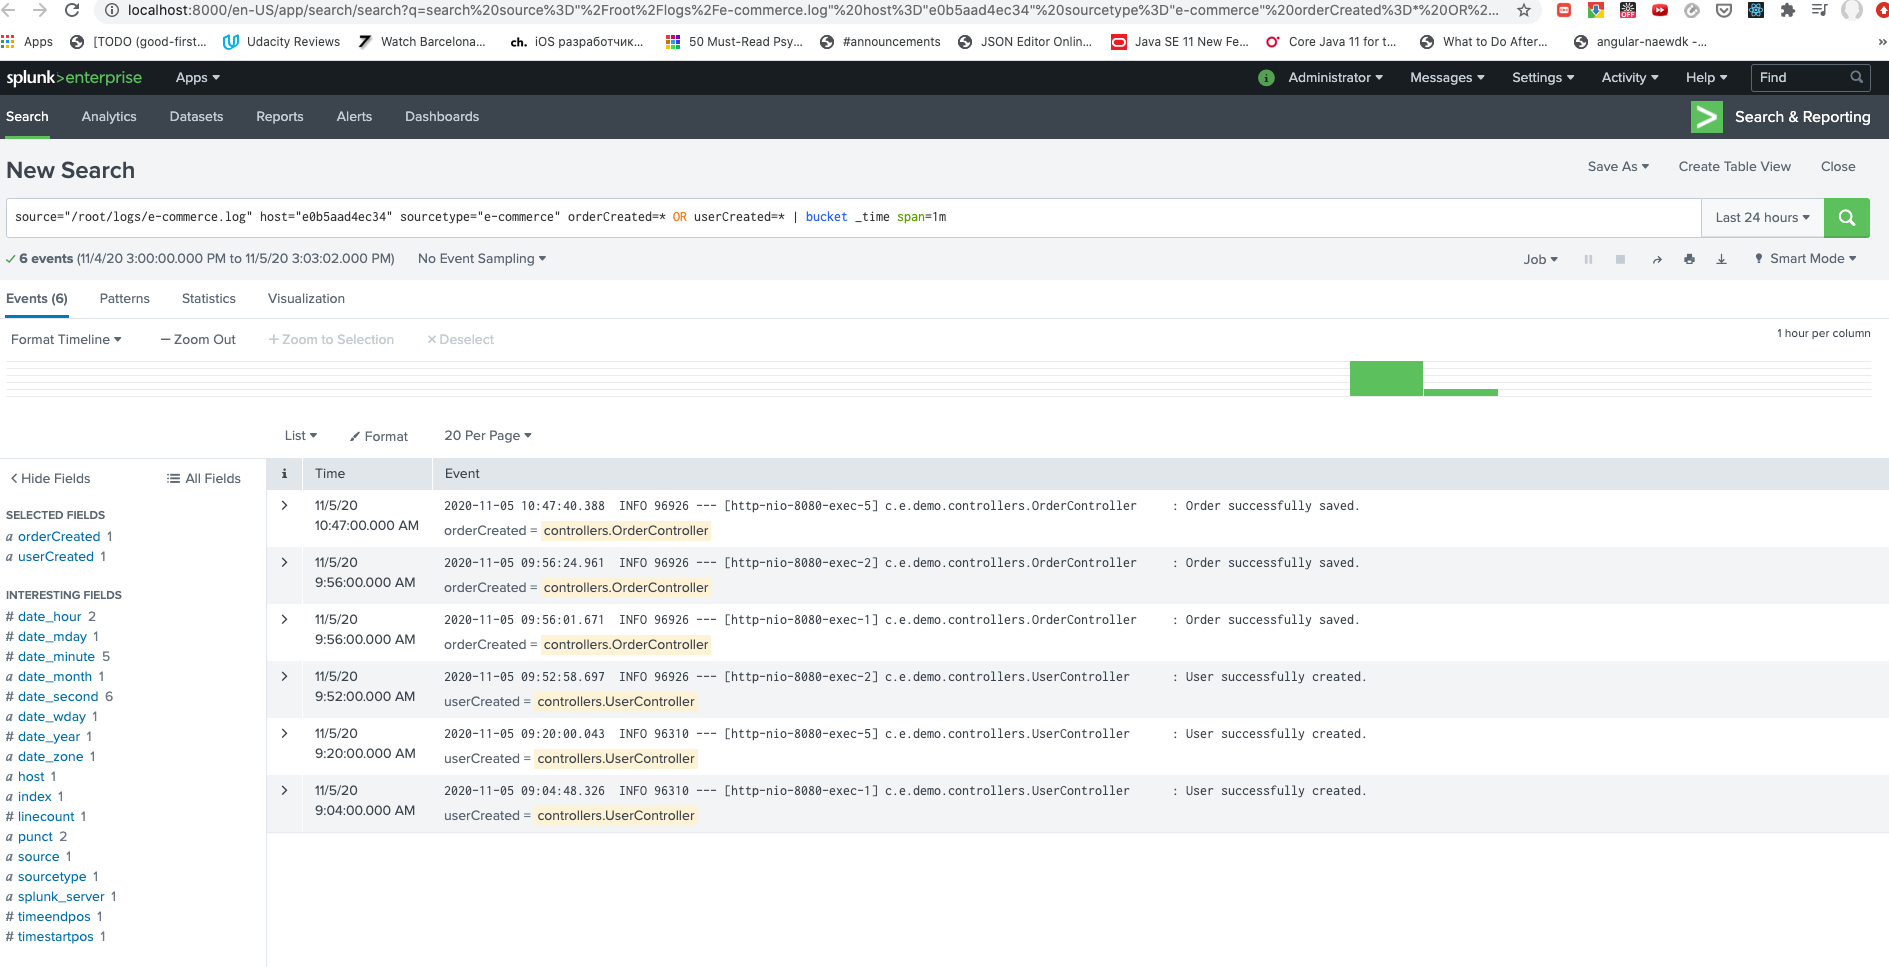 localhost:8000/en-US/app/search/search?q=search%20source%3D"%2Froot%2Flogs%2Fe-commerce.log"%20host%3D"e0b5aad4ec34"%20sourcetype%3D"e-commerce"%20orderCreated%3D*%20OR%2...
Apps [TODO (good-first... Udacity Reviews Watch Barcelona... ch. iOS разработчик... 50 Must-Read Psy... #announcements JSON Editor Onlin... Java SE 11 New Fe... Core Java 11 for t... What to Do After... angular-naewdk -... »
splunk>enterprise Apps Administrator Messages Settings Activity Help Find
Search Analytics Datasets Reports Alerts Dashboards Search & Reporting
New Search Save As Create Table View Close
source="/root/logs/e-commerce.log" host="e0b5aad4ec34" sourcetype="e-commerce" orderCreated=* OR userCreated=* | bucket _time span=1m Last 24 hours
6 events (11/4/20 3:00:00.000 PM to 11/5/20 3:03:02.000 PM) No Event Sampling Job Smart Mode
Events (6) Patterns Statistics Visualization
Format Timeline — Zoom Out + Zoom to Selection × Deselect 1 hour per column
List Format 20 Per Page
< Hide Fields All Fields
SELECTED FIELDS
a orderCreated 1
a userCreated 1
INTERESTING FIELDS
# date_hour 2
# date_mday 1
# date_minute 5
a date_month 1
# date_second 6
a date_wday 1
# date_year 1
a date_zone 1
a host 1
a index 1
# linecount 1
a punct 2
a source 1
a sourcetype 1
a splunk_server 1
# timeendpos 1
# timestartpos 1
i Time Event
11/5/20
10:47:00.000 AM
2020-11-05 10:47:40.388 INFO 96926 --- [http-nio-8080-exec-5] c.e.demo.controllers.OrderController : Order successfully saved.
orderCreated = controllers.OrderController
11/5/20
9:56:00.000 AM
2020-11-05 09:56:24.961 INFO 96926 --- [http-nio-8080-exec-2] c.e.demo.controllers.OrderController : Order successfully saved.
orderCreated = controllers.OrderController
11/5/20
9:56:00.000 AM
2020-11-05 09:56:01.671 INFO 96926 --- [http-nio-8080-exec-1] c.e.demo.controllers.OrderController : Order successfully saved.
orderCreated = controllers.OrderController
11/5/20
9:52:00.000 AM
2020-11-05 09:52:58.697 INFO 96926 --- [http-nio-8080-exec-2] c.e.demo.controllers.UserController : User successfully created.
userCreated = controllers.UserController
11/5/20
9:20:00.000 AM
2020-11-05 09:20:00.043 INFO 96310 --- [http-nio-8080-exec-5] c.e.demo.controllers.UserController : User successfully created.
userCreated = controllers.UserController
11/5/20
9:04:00.000 AM
2020-11-05 09:04:48.326 INFO 96310 --- [http-nio-8080-exec-1] c.e.demo.controllers.UserController : User successfully created.
userCreated = controllers.UserController